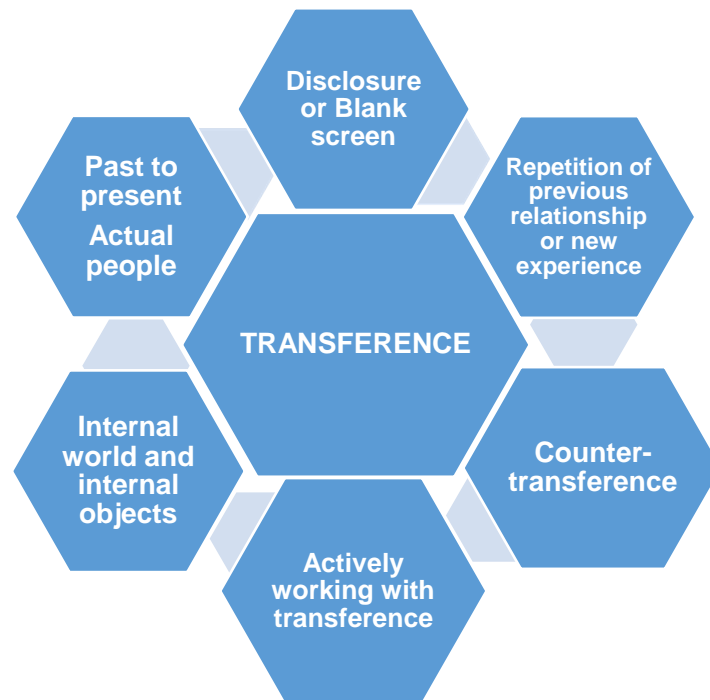 Disclosure
or Blank
screen
Repetition of
previous
relationship
or new
experience
Counter-
transference
Actively
working with
transference
Internal
world and
internal
objects
Past to
present
Actual
people
TRANSFERENCE